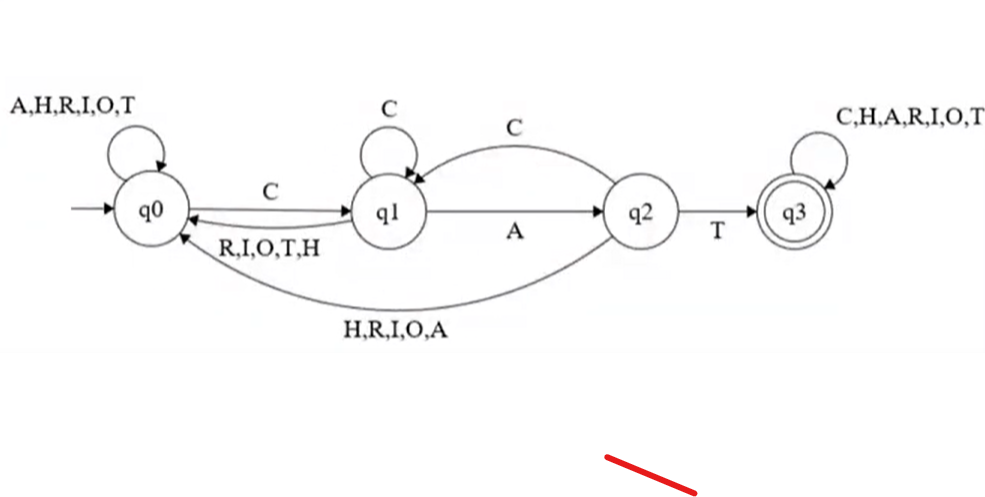 A,H,R,I,O,T
C
C
C,H,A,R,I,O,T
q0
C
q1
A
q2
T
q3
R,I,O,T,H
H,R,I,O,A